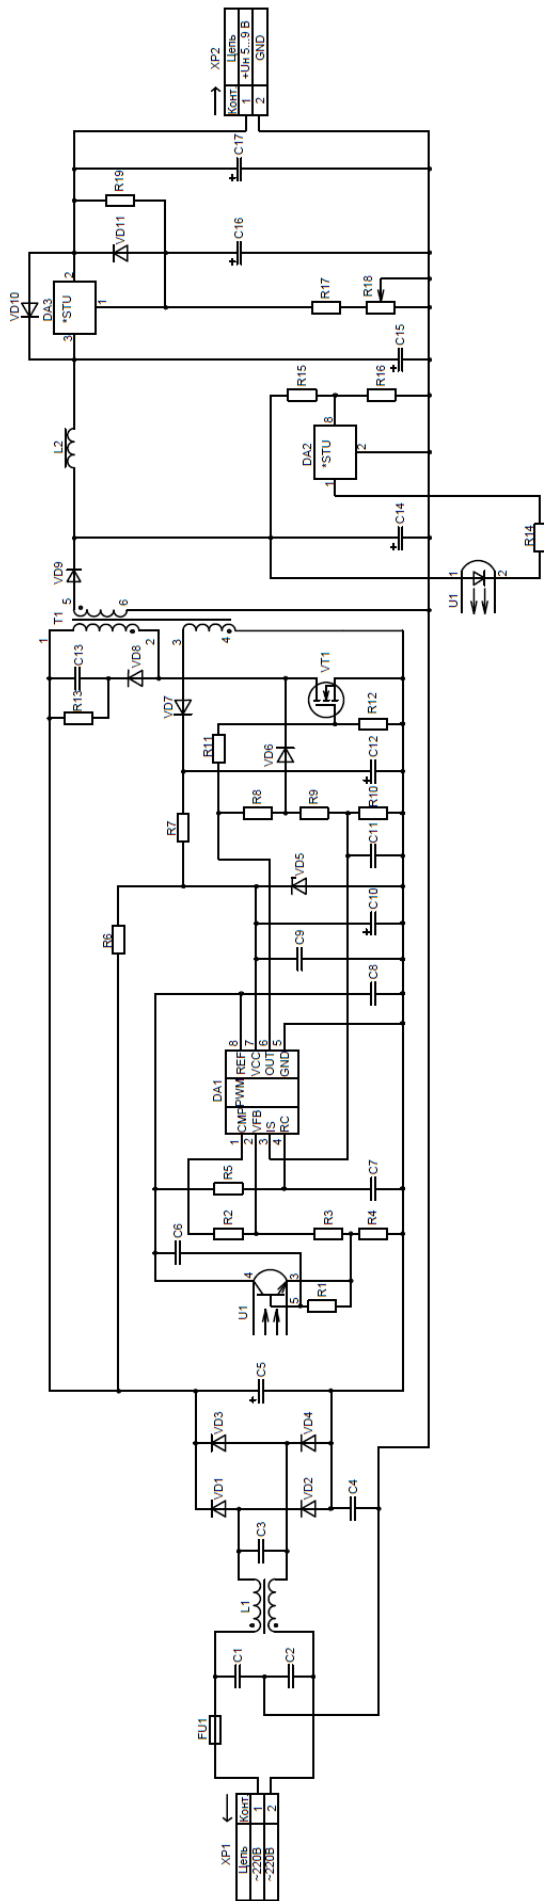 XP1
Цепь Конт.
~220В 1
~220В 2
FU1
C1
C2
L1
C3
VD1
VD2
VD3
VD4
C4
C5
U1
4
5
3
R1
C6
R2
R3
R4
R5
C7
DA1
1 CMP PWM REF 8
2 VFB VCC 7
3 IS OUT 6
4 RC GND 5
C8
C9
C10
VD5
R6
R7
C11
R8
R9
R10
R11
VD6
VD7
C12
R12
VT1
R13
C13
VD8
T1
1
2
3
4
5
6
VD9
L2
C14
U1
1
2
R14
DA2
*STU
1
8
2
R15
R16
C15
VD10
DA3
*STU
3
2
1
R17
R18
VD11
C16
R19
C17
XP2
Конт. Цепь
1 +Uн 5...9 В
2 GND